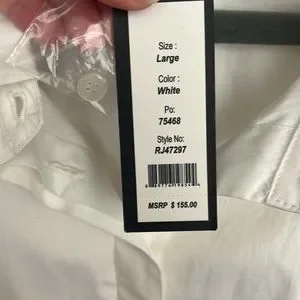 Size :
Large
Color :
White
Po:
75468
Style No:
RJ47297
MSRP $ 155.00